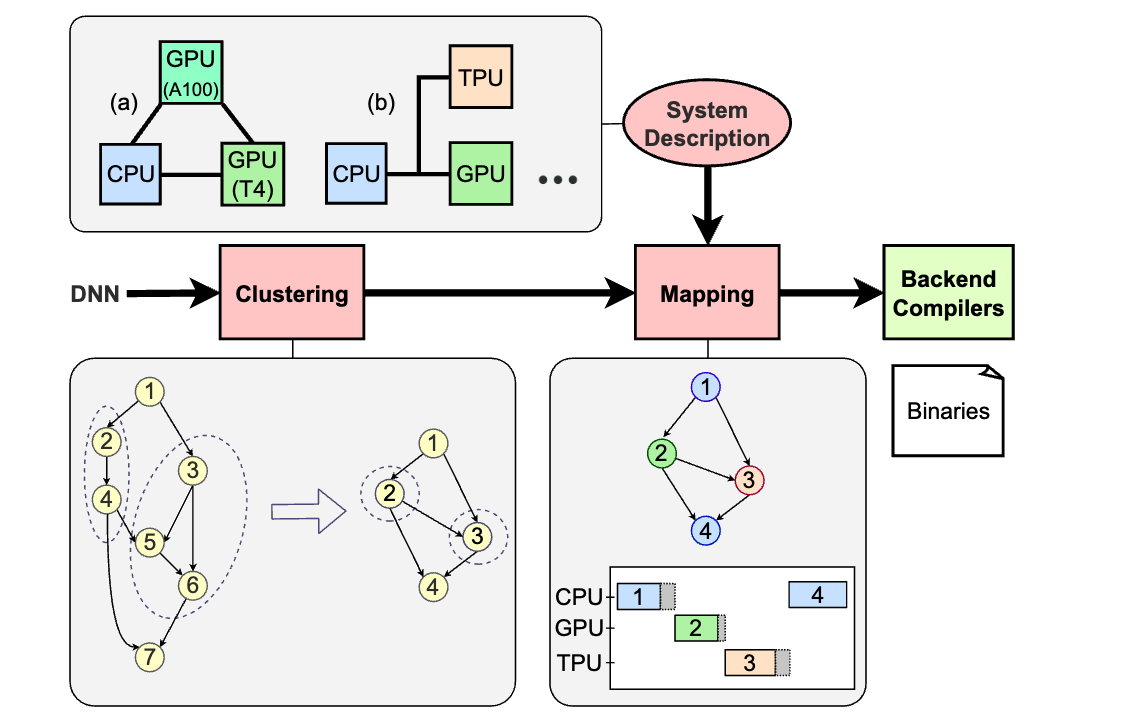 GPU
(A100)
(a)
CPU
GPU
(T4)
(b)
TPU
CPU
GPU
•••
System
Description
DNN
Clustering
Mapping
Backend
Compilers
Binaries
1
2
3
4
5
6
7
1
2
3
4
1
2
3
4
CPU
1
4
GPU
2
TPU
3